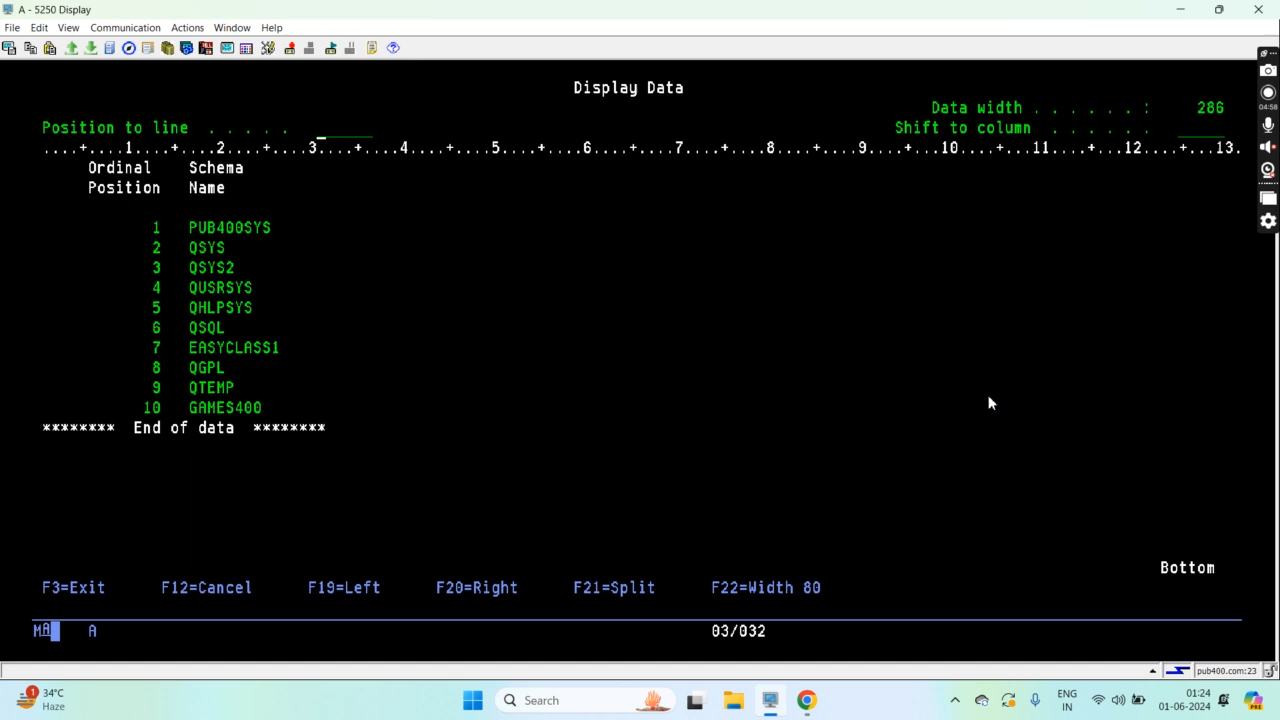 A - 5250 Display
File Edit View Communication Actions Window Help
Display Data
Data width . . . . . . : 286
Position to line . . . . . Shift to column . . . . . .
....+....1....+....2....+....3....+....4....+....5....+....6....+....7....+....8....+....9....+...10....+...11....+...12....+...13.
Ordinal Schema
Position Name
1 PUB400SYS
2 QSYS
3 QSYS2
4 QUSRSYS
5 QHLPSYS
6 QSQL
7 EASYCLASS1
8 QGPL
9 QTEMP
10 GAMES400
******** End of data ********
Bottom
F3=Exit F12=Cancel F19=Left F20=Right F21=Split F22=Width 80
MA A 03/032
pub400.com:23
04:58
1
34°C
Haze
Search
ENG
IN
01:24
01-06-2024
PRE